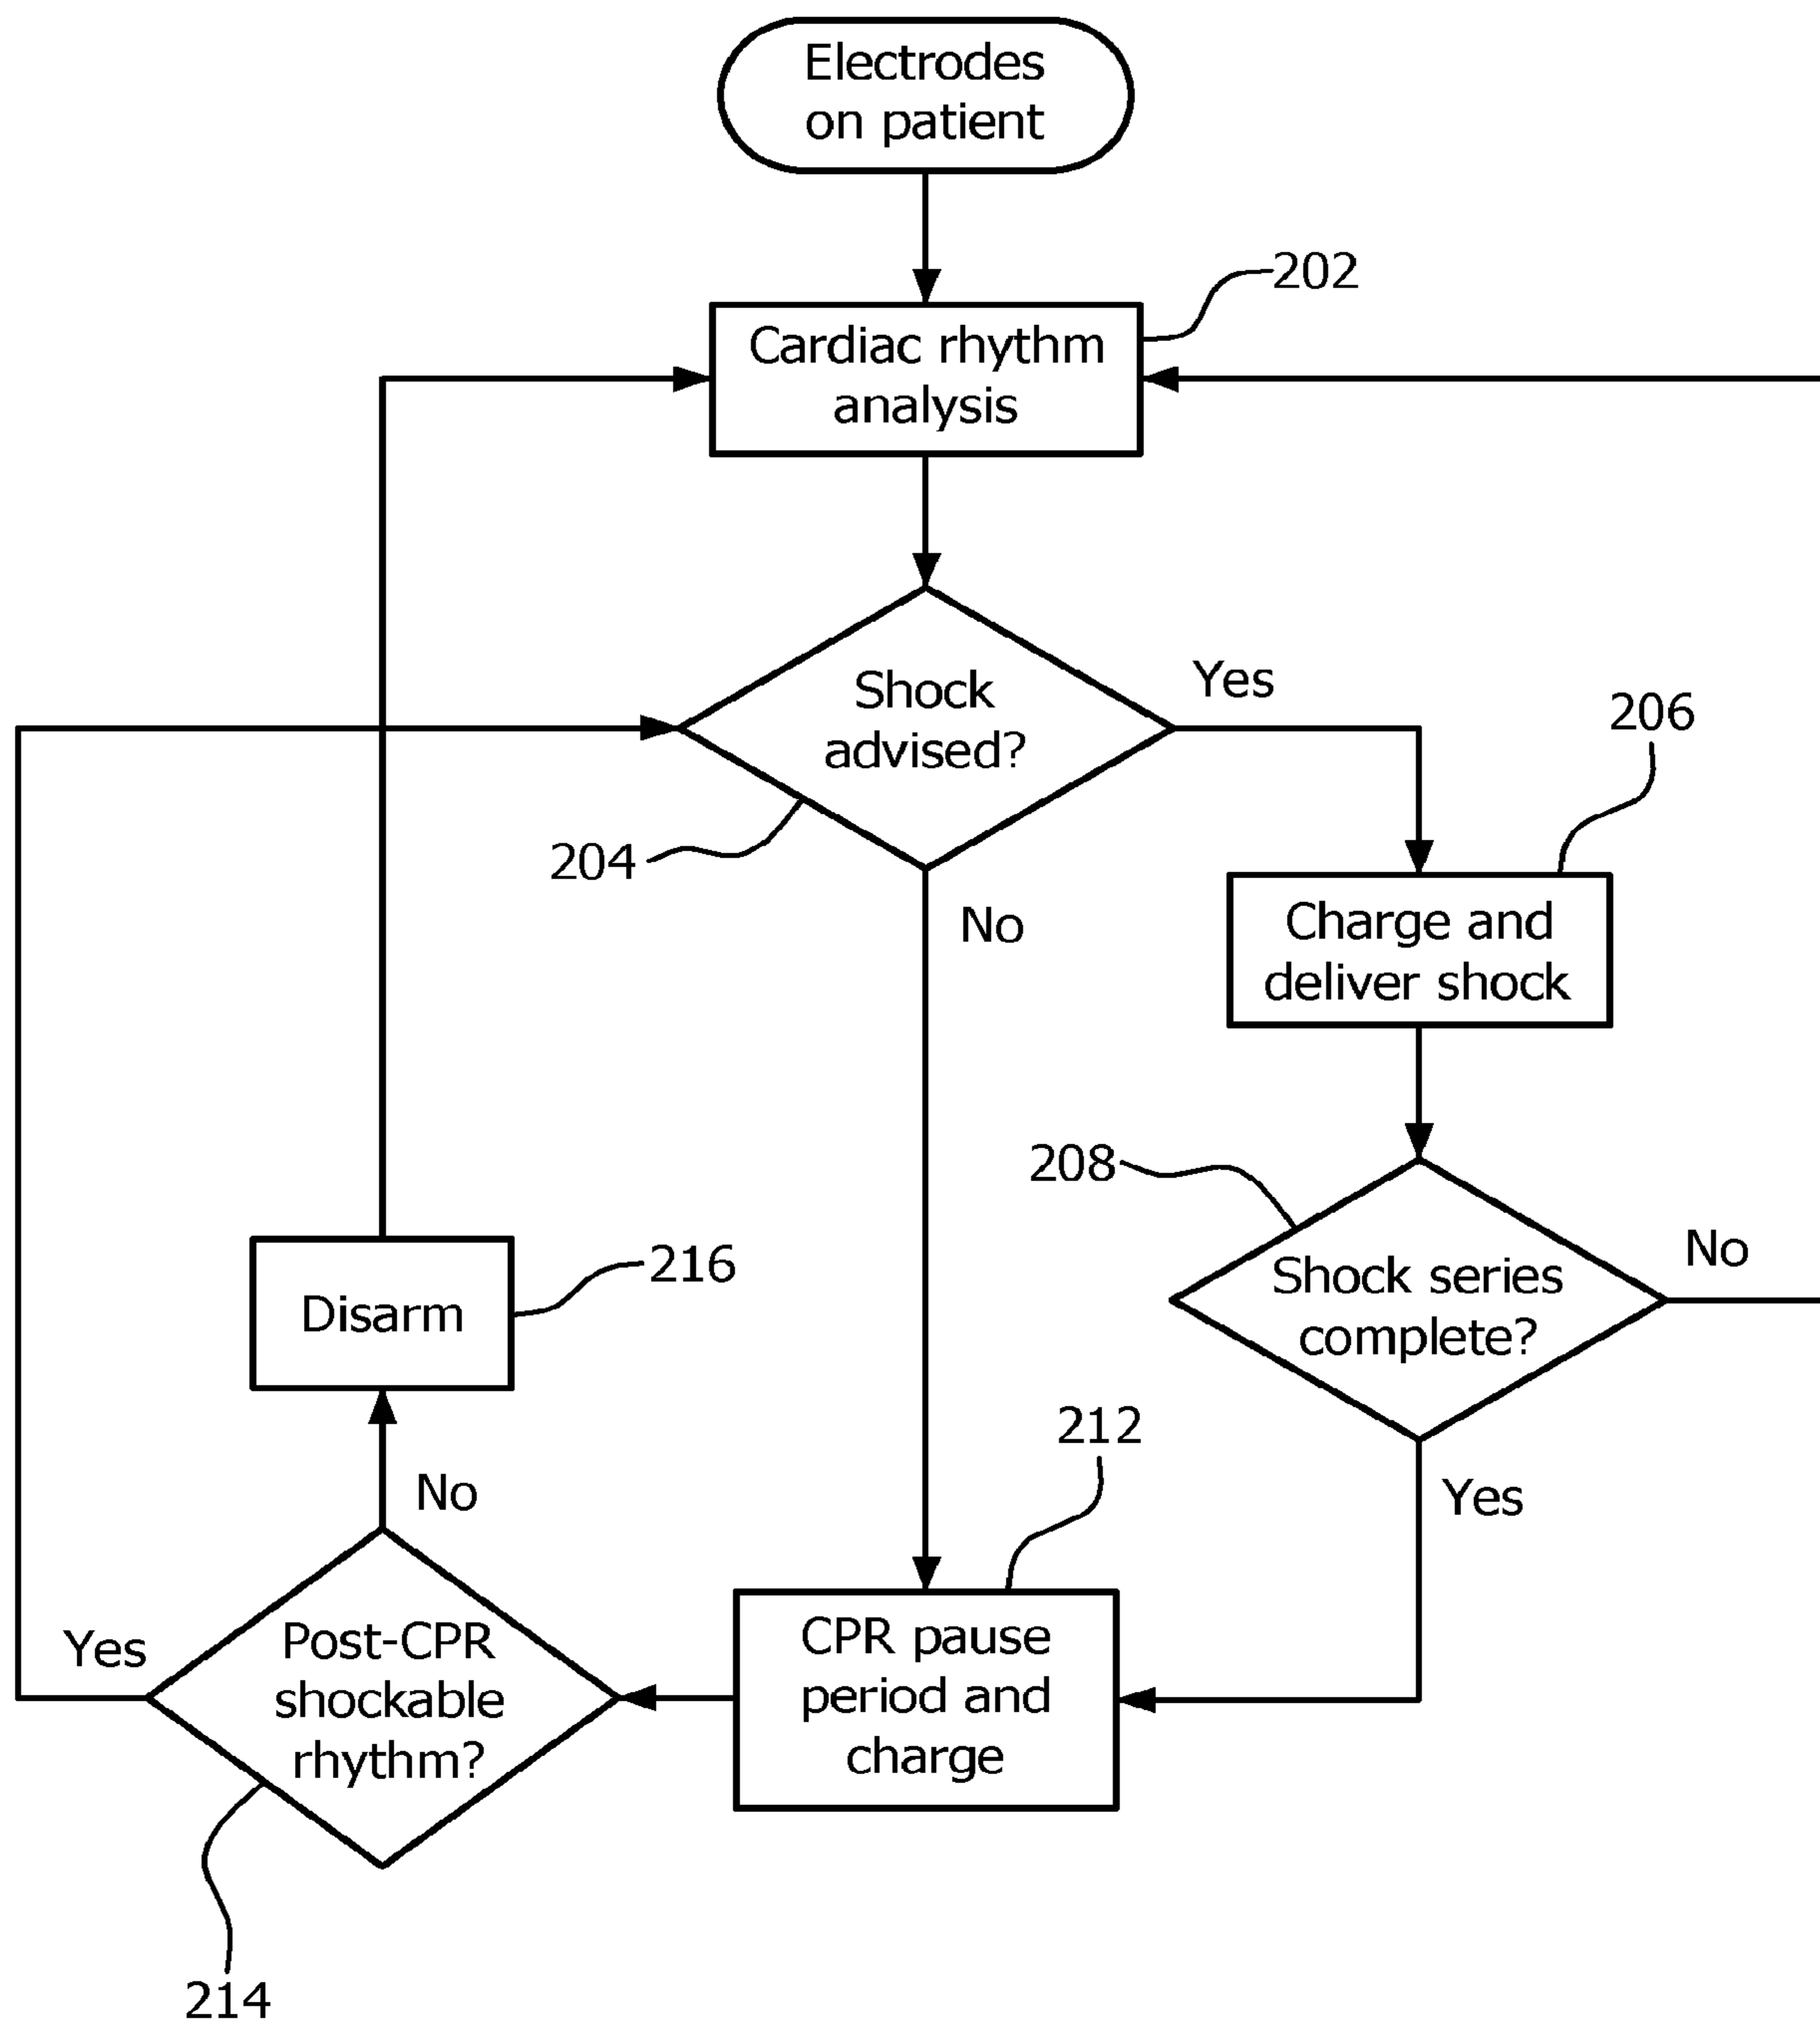 Electrodes
on patient
202
Cardiac rhythm
analysis
Shock
advised?
Yes
206
204
No
Charge and
deliver shock
208
No
Shock series
complete?
216
Disarm
212
No
Yes
Post-CPR
shockable
rhythm?
Yes
CPR pause
period and
charge
214